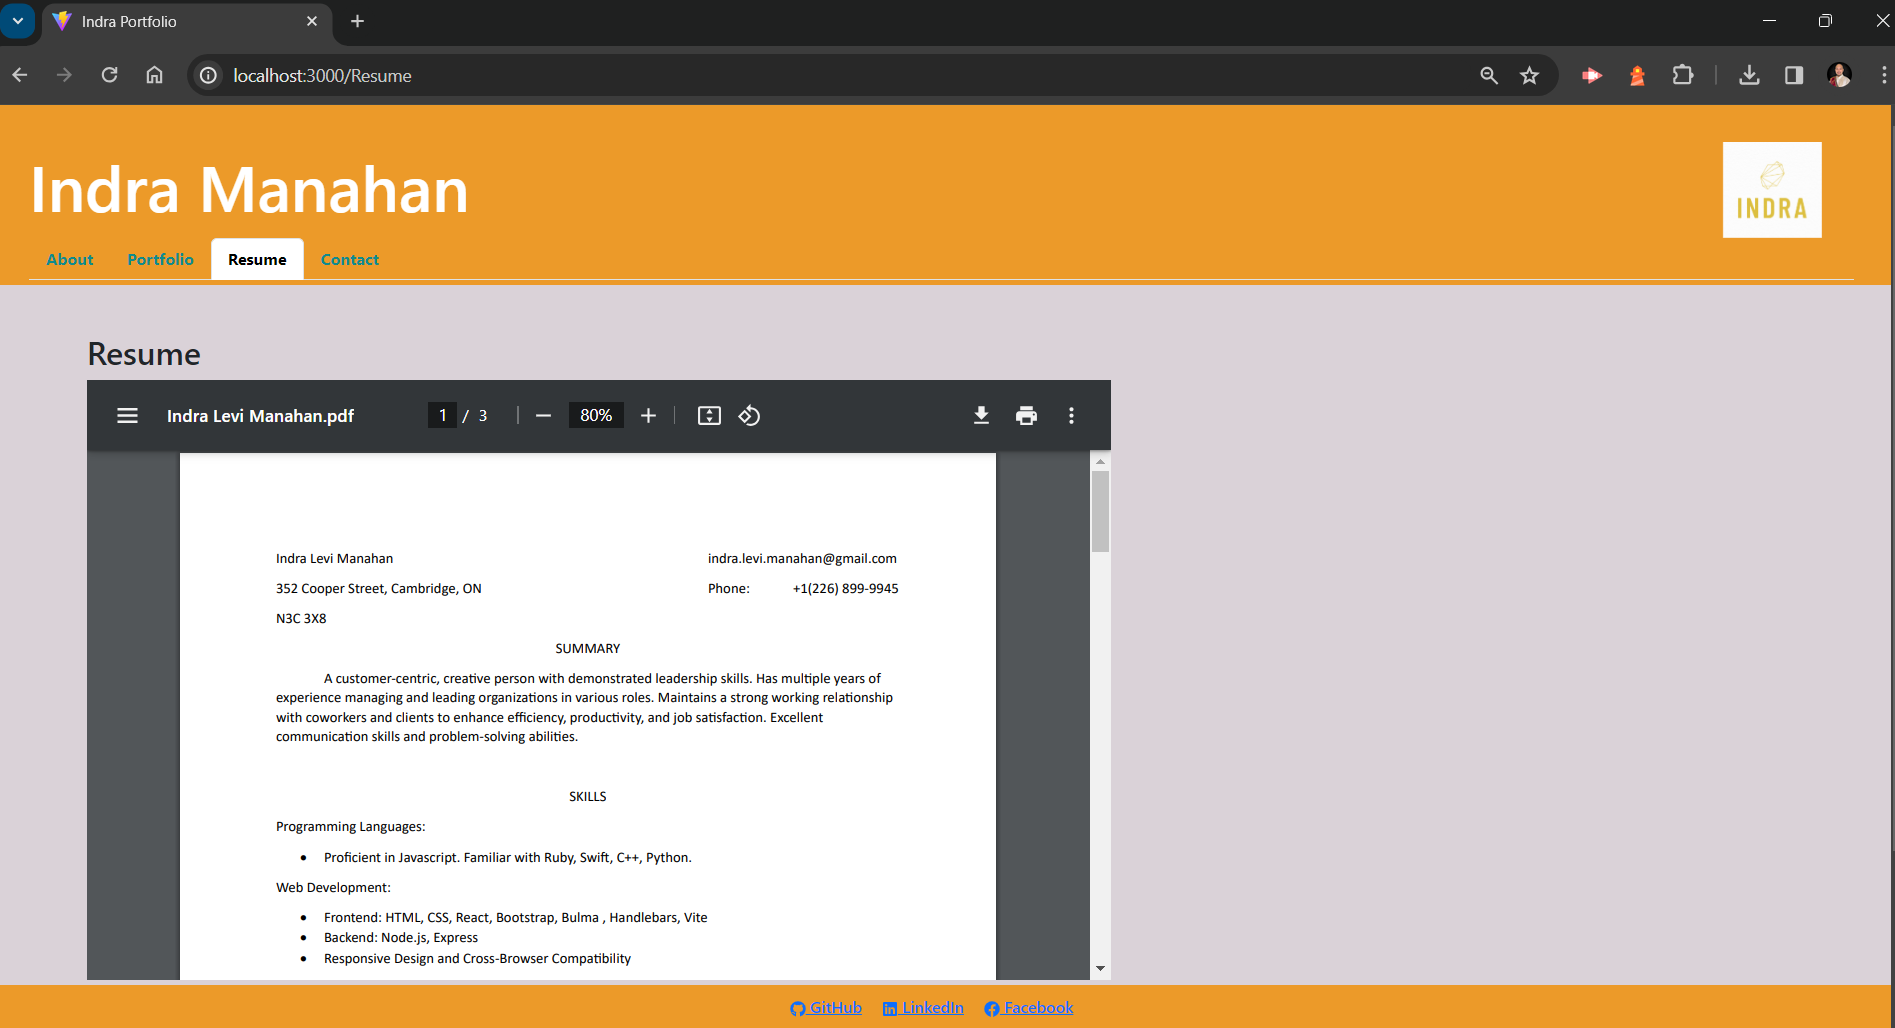 Indra Portfolio
localhost:3000/Resume
Indra Manahan
INDRA
About Portfolio Resume Contact
Resume
Indra Levi Manahan.pdf 1 / 3 80%
Indra Levi Manahan indra.levi.manahan@gmail.com
352 Cooper Street, Cambridge, ON Phone: +1(226) 899-9945
N3C 3X8
SUMMARY
A customer-centric, creative person with demonstrated leadership skills. Has multiple years of
experience managing and leading organizations in various roles. Maintains a strong working relationship
with coworkers and clients to enhance efficiency, productivity, and job satisfaction. Excellent
communication skills and problem-solving abilities.
SKILLS
Programming Languages:
• Proficient in Javascript. Familiar with Ruby, Swift, C++, Python.
Web Development:
• Frontend: HTML, CSS, React, Bootstrap, Bulma , Handlebars, Vite
• Backend: Node.js, Express
• Responsive Design and Cross-Browser Compatibility
GitHub LinkedIn Facebook